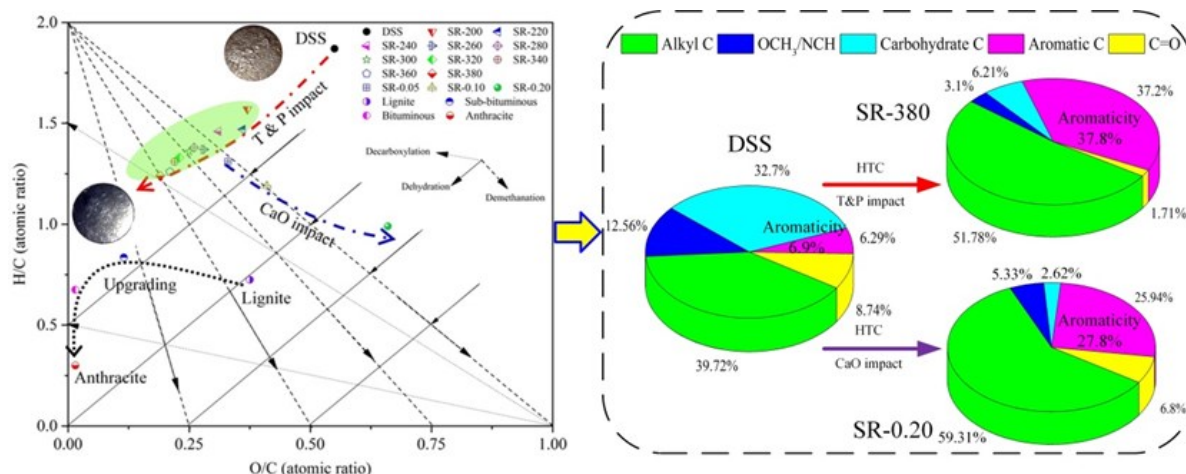 2.0
1.5
1.0
0.5
0.0
H/C (atomic ratio)
0.00
0.25
0.50
0.75
1.00
O/C (atomic ratio)
DSS
DSS
SR-200
SR-220
SR-240
SR-260
SR-280
SR-300
SR-320
SR-340
SR-360
SR-380
SR-0.05
SR-0.10
SR-0.20
Lignite
Sub-bituminous
Bituminous
Anthracite
T & P impact
Decarboxylation
Dehydration
Demethanation
CaO impact
Upgrading
Lignite
Anthracite
Alkyl C
OCH3/NCH
Carbohydrate C
Aromatic C
C=O
DSS
32.7%
12.56%
Aromaticity
6.9%
6.29%
8.74%
39.72%
HTC
T&P impact
HTC
CaO impact
SR-380
6.21%
3.1%
37.2%
Aromaticity
37.8%
1.71%
51.78%
5.33%
2.62%
25.94%
Aromaticity
27.8%
6.8%
SR-0.20
59.31%